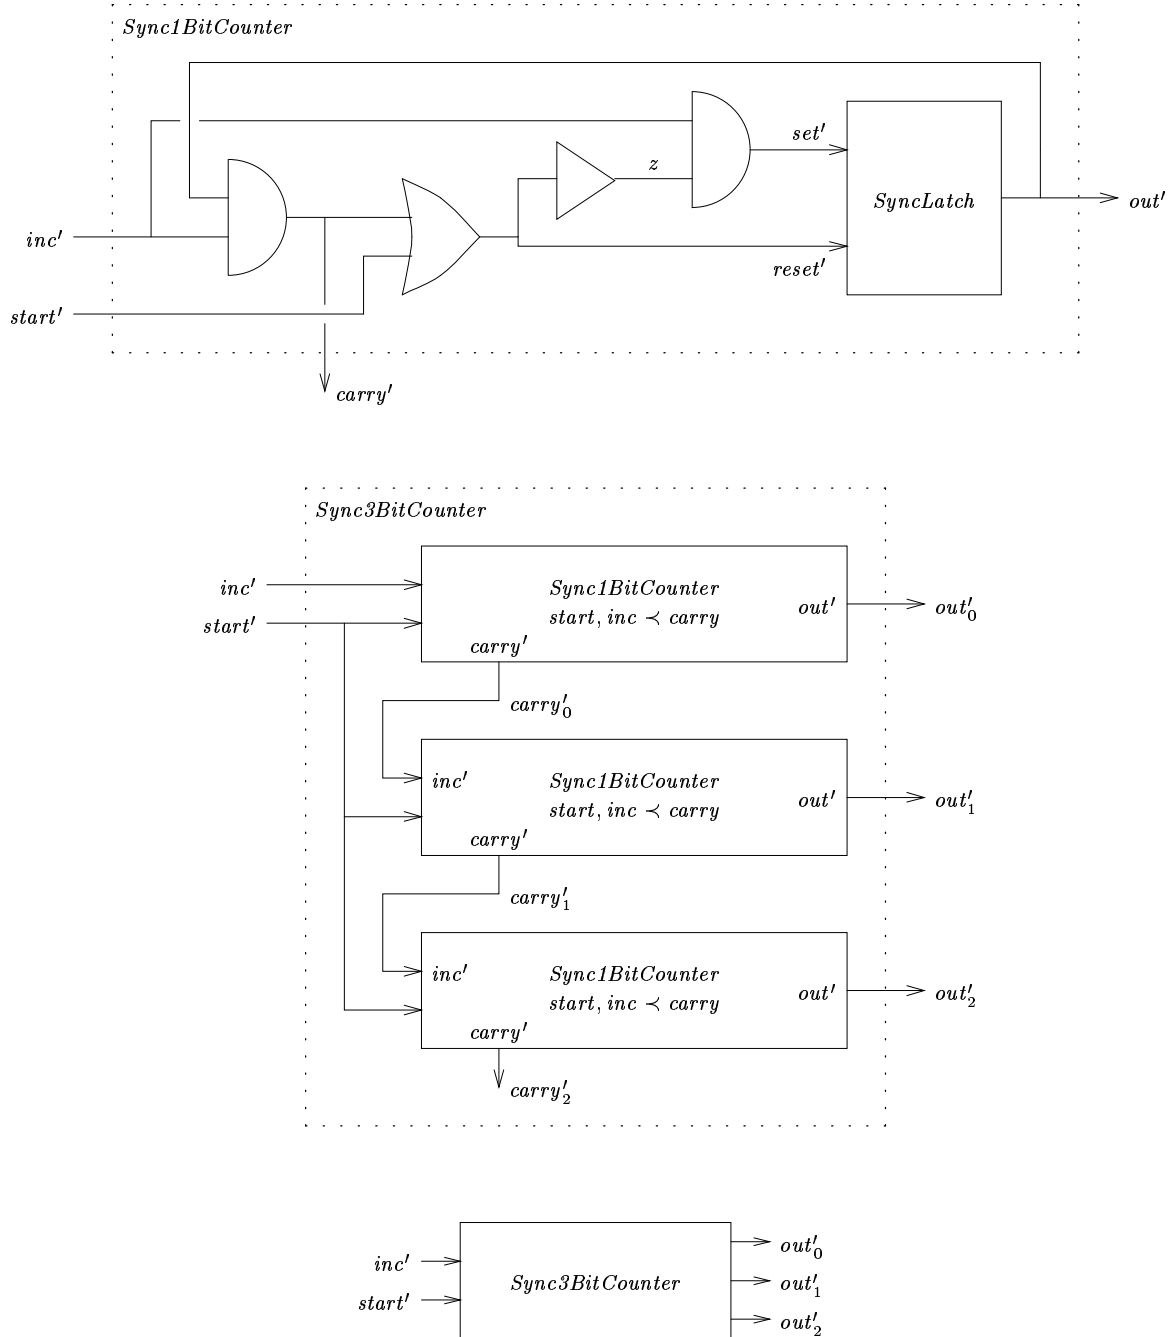 Sync1BitCounter
set′
z
SyncLatch
out′
inc′
reset′
start′
carry′
Sync3BitCounter
inc′
Sync1BitCounter
out′
out′₀
start, inc ≺ carry
start′
carry′
carry′₀
inc′
Sync1BitCounter
out′
out′₁
start, inc ≺ carry
carry′
carry′₁
inc′
Sync1BitCounter
out′
out′₂
start, inc ≺ carry
carry′
carry′₂
out′₀
inc′
Sync3BitCounter
out′₁
start′
out′₂